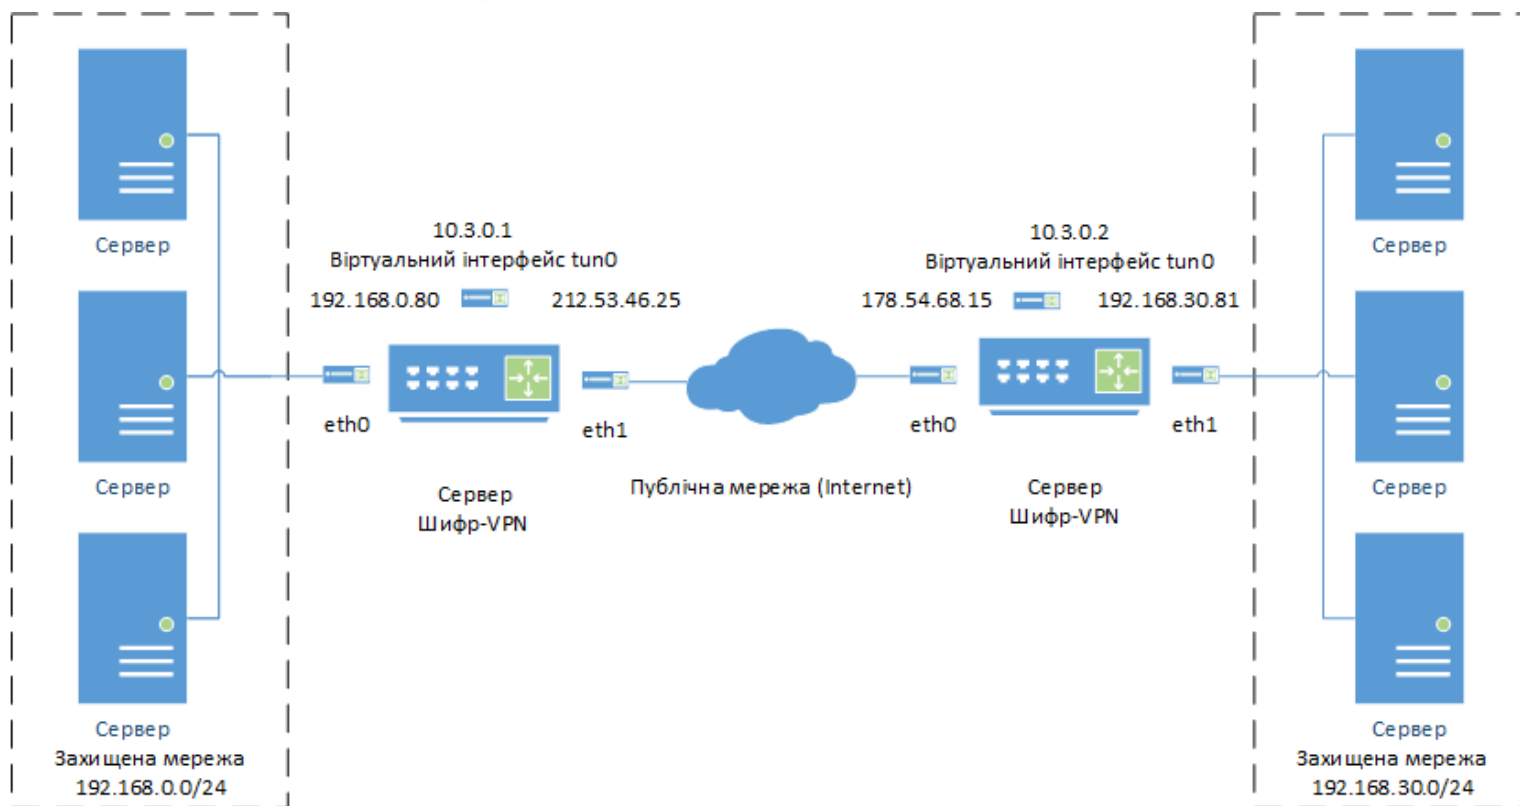 Сервер
Сервер
Сервер
Захищена мережа
192.168.0.0/24
10.3.0.1
Віртуальний інтерфейс tun0
192.168.0.80
212.53.46.25
eth0
eth1
Сервер
Шифр-VPN
Публічна мережа (Internet)
10.3.0.2
Віртуальний інтерфейс tun0
178.54.68.15
192.168.30.81
eth0
eth1
Сервер
Шифр-VPN
Сервер
Сервер
Сервер
Захищена мережа
192.168.30.0/24